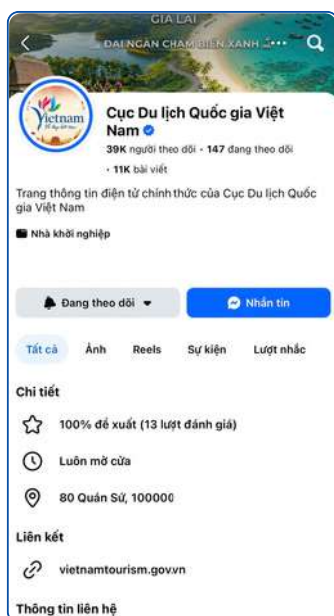 GIA LAI
ĐẠI NGÀN CHẠM BIỂN XANH
Vietnam
Cục Du lịch Quốc gia Việt
Nam
39K người theo dõi • 147 đang theo dõi
• 11K bài viết
Trang thông tin điện tử chính thức của Cục Du lịch Quốc
gia Việt Nam
Nhà khởi nghiệp
Đang theo dõi
Nhắn tin
Tất cả Ảnh Reels Sự kiện Lượt nhắc
Chi tiết
100% đề xuất (13 lượt đánh giá)
Luôn mở cửa
80 Quán Sứ, 100000
Liên kết
vietnamtourism.gov.vn
Thông tin liên hệ